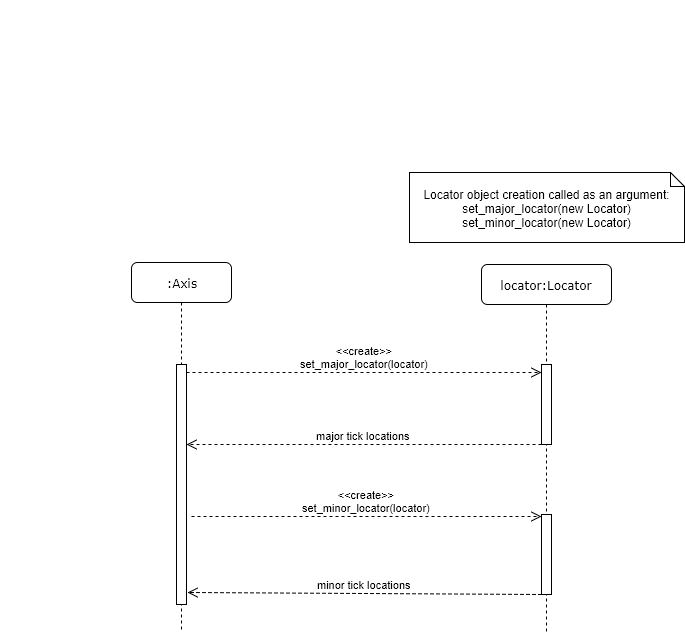 Locator object creation called as an argument:
set_major_locator(new Locator)
set_minor_locator(new Locator)
:Axis
locator:Locator
<<create>>
set_major_locator(locator)
major tick locations
<<create>>
set_minor_locator(locator)
minor tick locations